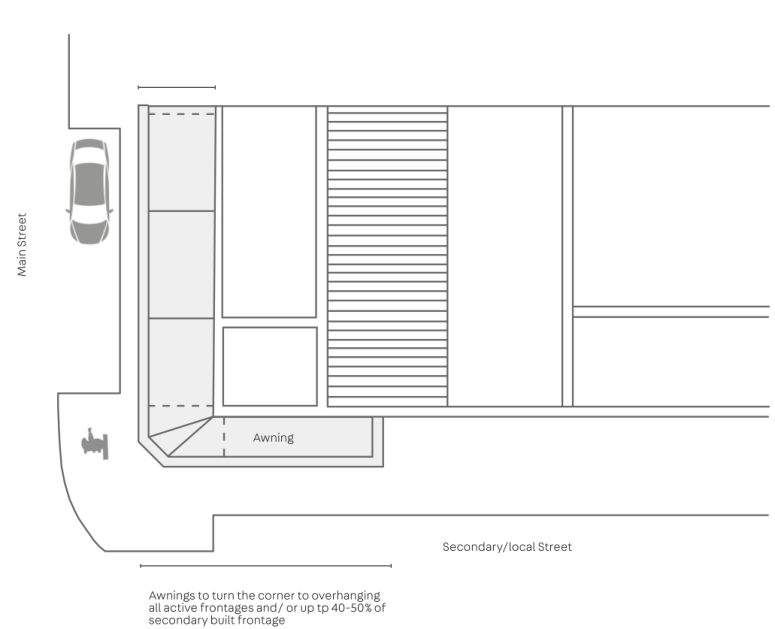 Main Street
Awning
Secondary/local Street
Awnings to turn the corner to overhanging
all active frontages and/ or up tp 40-50% of
secondary built frontage